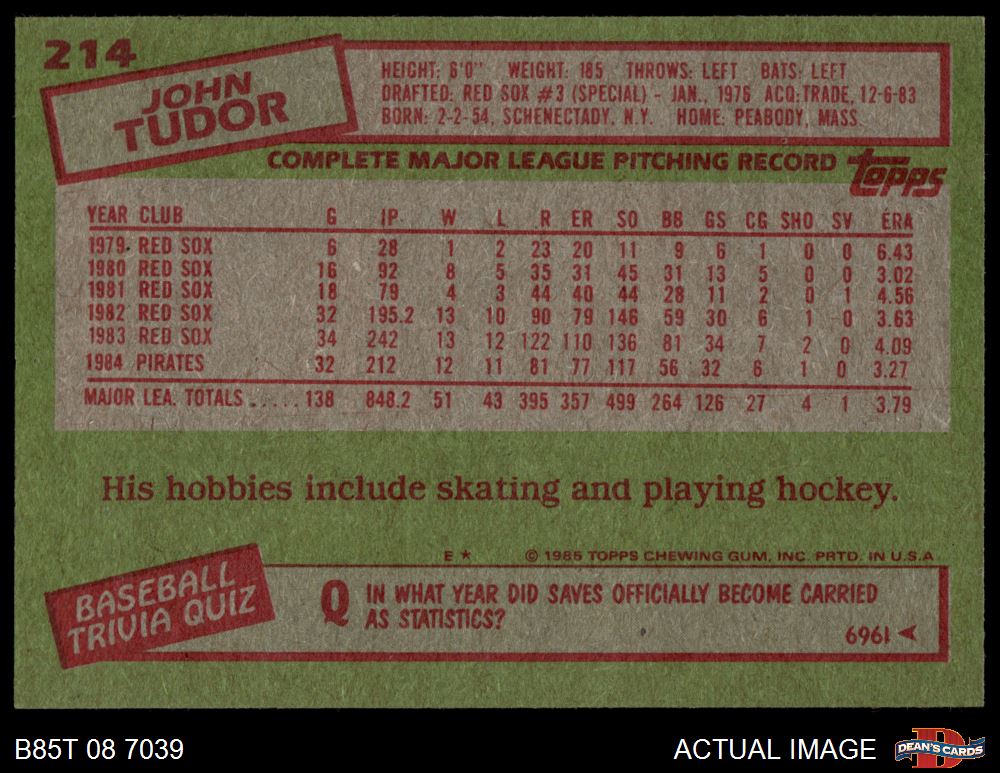 214
JOHN
TUDOR
HEIGHT: 6'0" WEIGHT: 185 THROWS: LEFT BATS: LEFT
DRAFTED: RED SOX #3 (SPECIAL) - JAN., 1976 ACQ: TRADE, 12-6-83
BORN: 2-2-54, SCHENECTADY, N.Y. HOME: PEABODY, MASS.
COMPLETE MAJOR LEAGUE PITCHING RECORD topps
YEAR CLUB G IP W L R ER SO BB GS CG SHO SV ERA
1979 RED SOX 6 28 1 2 23 20 11 9 6 1 0 0 6.43
1980 RED SOX 16 92 8 5 35 31 45 31 13 5 0 0 3.02
1981 RED SOX 18 79 4 3 44 40 44 28 11 2 0 1 4.56
1982 RED SOX 32 195.2 13 10 90 79 146 59 30 6 1 0 3.63
1983 RED SOX 34 242 13 12 122 110 136 81 34 7 2 0 4.09
1984 PIRATES 32 212 12 11 81 77 117 56 32 6 1 0 3.27
MAJOR LEA. TOTALS ..... 138 848.2 51 43 395 357 499 264 126 27 4 1 3.79
His hobbies include skating and playing hockey.
E ★ © 1985 TOPPS CHEWING GUM, INC. PRTD. IN U.S.A.
BASEBALL
TRIVIA QUIZ
Q IN WHAT YEAR DID SAVES OFFICIALLY BECOME CARRIED
AS STATISTICS?
1969
B85T 08 7039 ACTUAL IMAGE DEAN'S CARDS